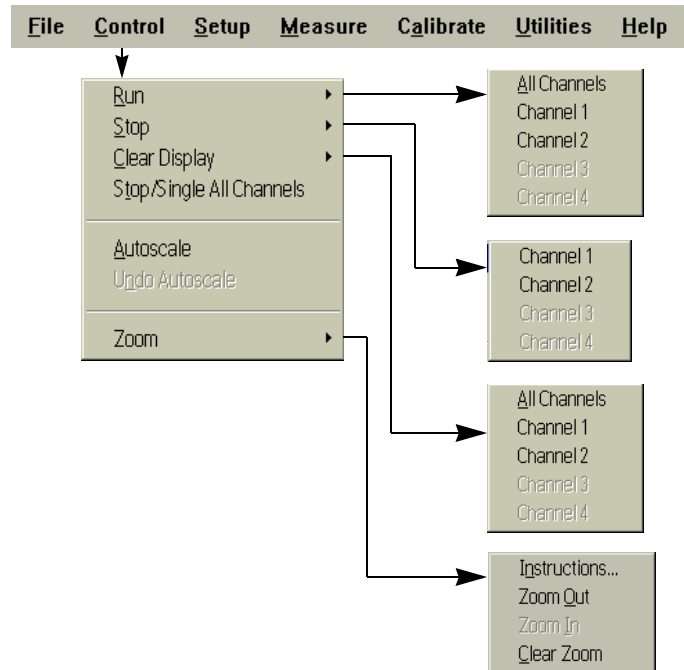 File Control Setup Measure Calibrate Utilities Help
Run
Stop
Clear Display
Stop/Single All Channels
Autoscale
Undo Autoscale
Zoom
All Channels
Channel 1
Channel 2
Channel 3
Channel 4
Channel 1
Channel 2
Channel 3
Channel 4
All Channels
Channel 1
Channel 2
Channel 3
Channel 4
Instructions...
Zoom Out
Zoom In
Clear Zoom